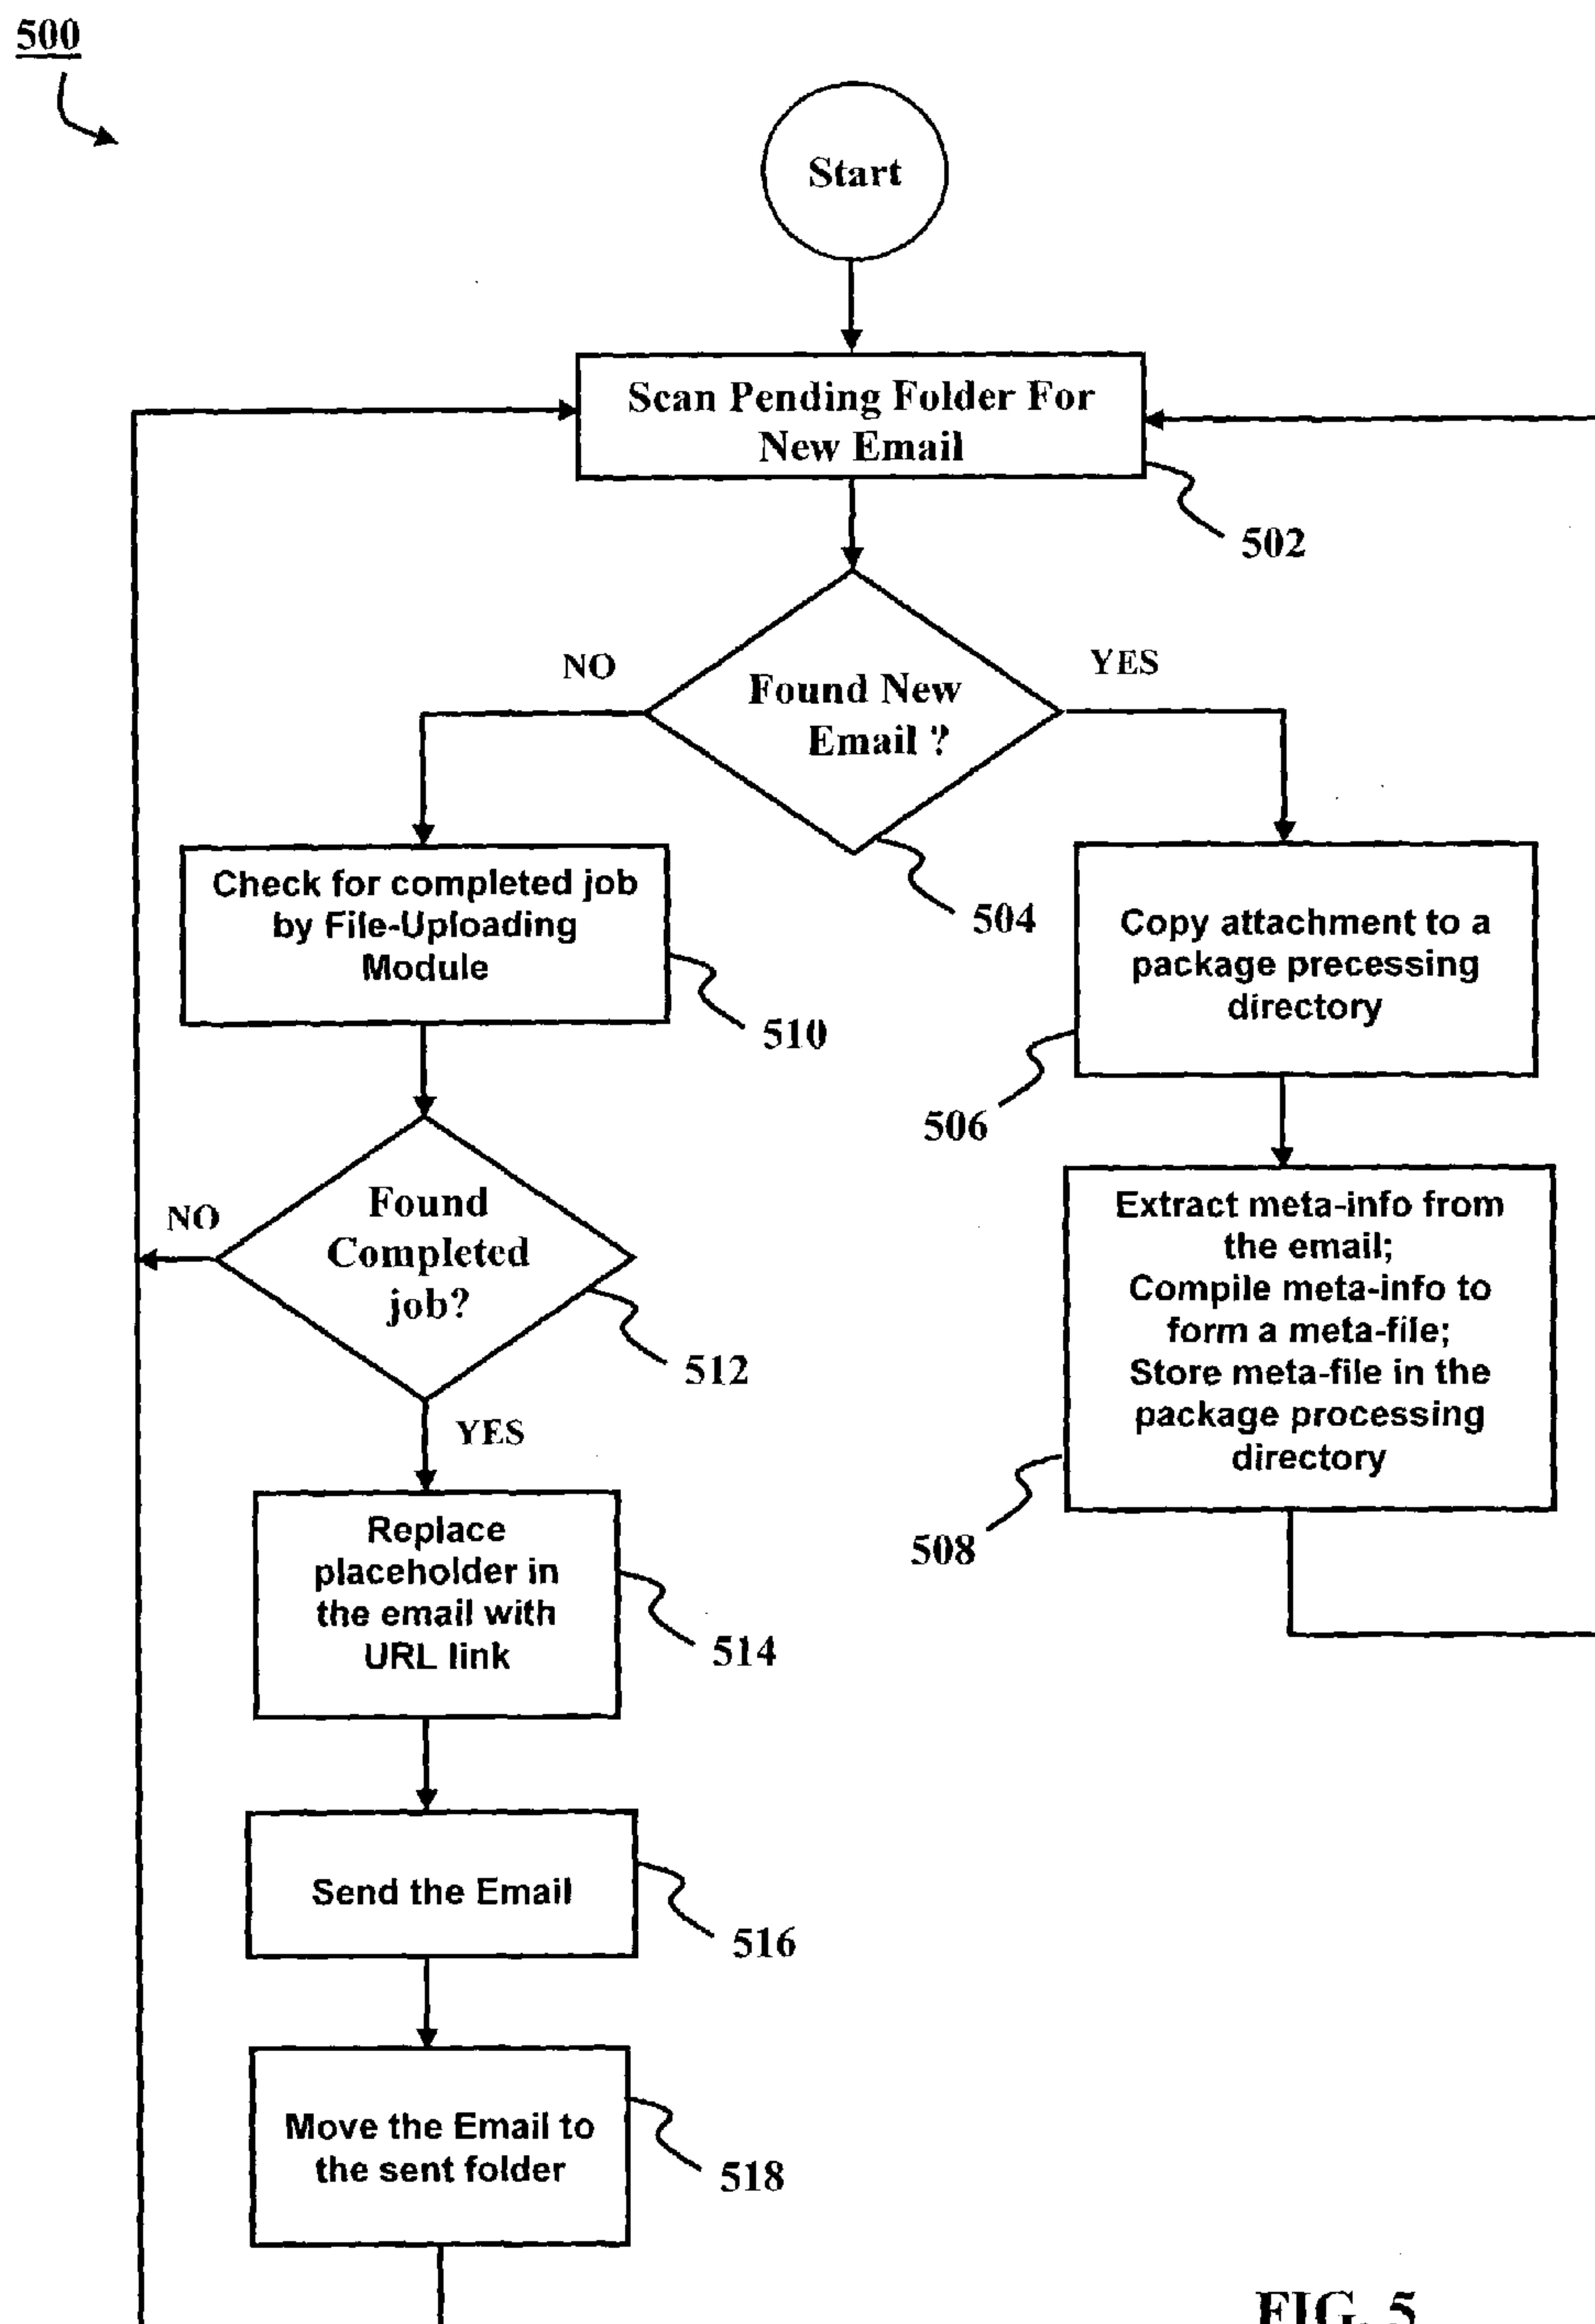 500
Start
Scan Pending Folder For
New Email
502
NO
YES
Found New
Email ?
504
Check for completed job
by File-Uploading
Module
510
Copy attachment to a
package precessing
directory
506
NO
Found
Completed
job?
512
YES
Extract meta-info from
the email;
Compile meta-info to
form a meta-file;
Store meta-file in the
package processing
directory
508
Replace
placeholder in
the email with
URL link
514
Send the Email
516
Move the Email to
the sent folder
518
FIG. 5